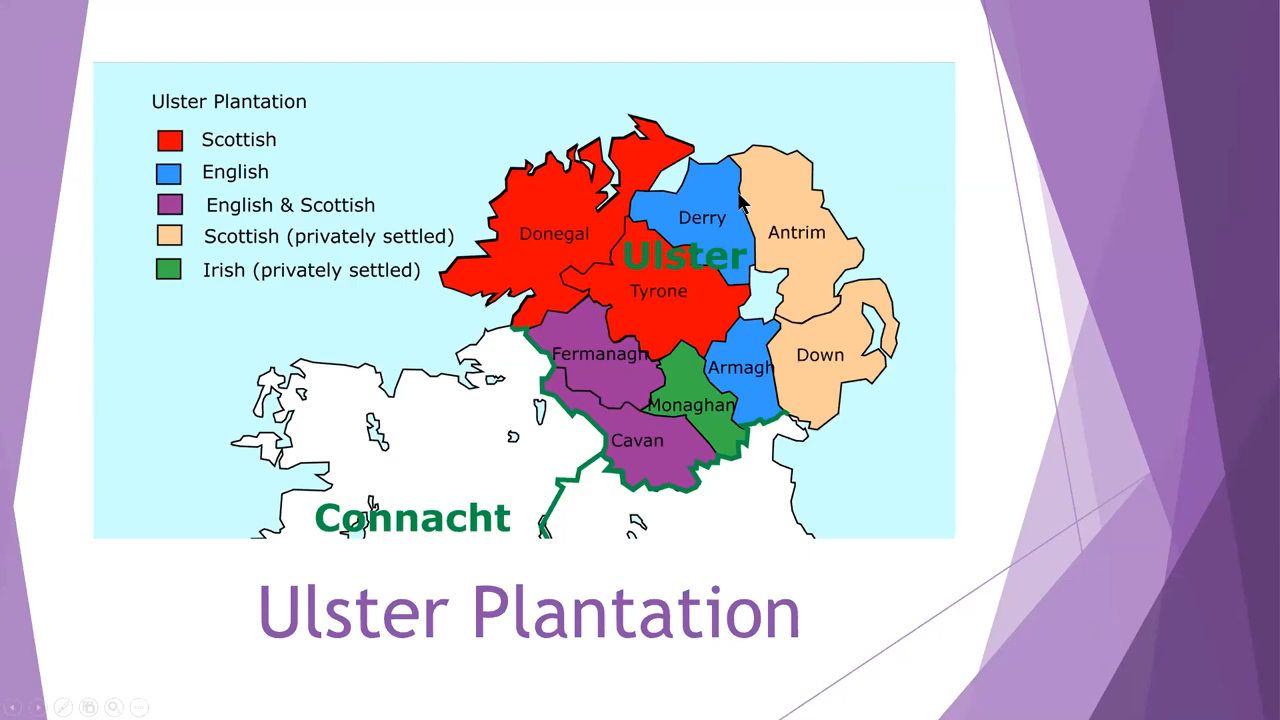 Ulster Plantation
Scottish
English
English & Scottish
Scottish (privately settled)
Irish (privately settled)
Derry
Donegal
Antrim
Ulster
Tyrone
Fermanagh
Armagh
Down
Monaghan
Cavan
Connacht
Ulster Plantation